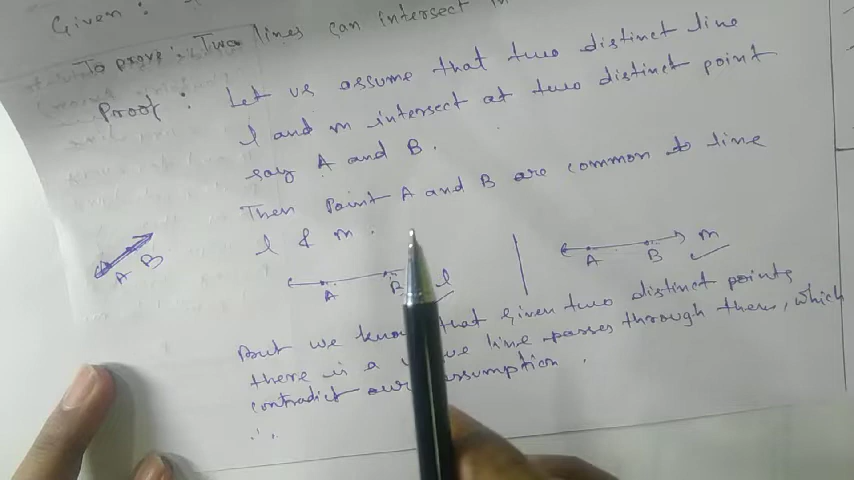 Given :
To prove : Two lines can intersect in
Proof : Let us assume that two distinct line
l and m intersect at two distinct point
say A and B.
Then Point A and B are common to line
l & m.
A B
A B l
A B m
But we know that Given two distinct points
there is a line passes through them, which
contradict our assumption .
∴